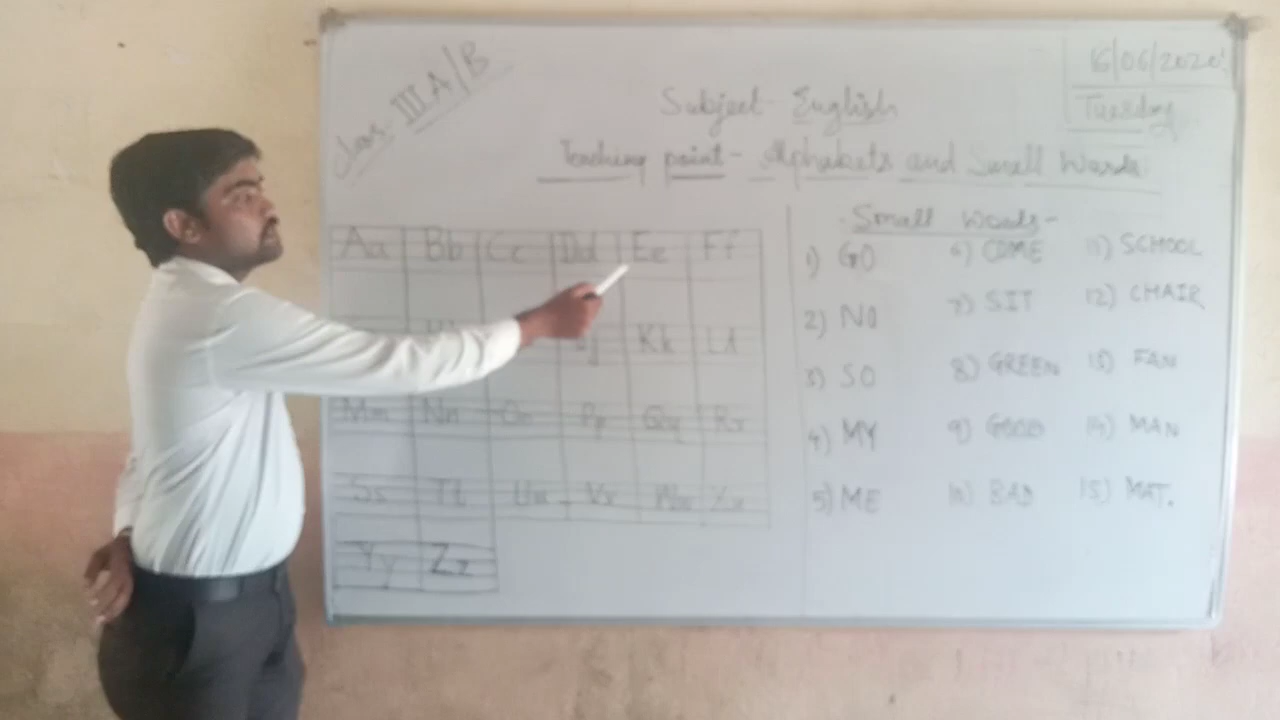 Class III A/B
16/06/2020
Tuesday
Subject- English
Teaching point- Alphabets and Small Words
Aa Bb Cc Dd Ee Ff
Kk Ll
Mm Nn Oo Pp Qq Rr
Ss Tt Uu Vv Ww Xx
Yy Zz
-Small Words-
1) GO
2) NO
3) SO
4) MY
5) ME
6) COME
7) SIT
8) GREEN
9) GOOD
10) BAD
11) SCHOOL
12) CHAIR
13) FAN
14) MAN
15) MAT.